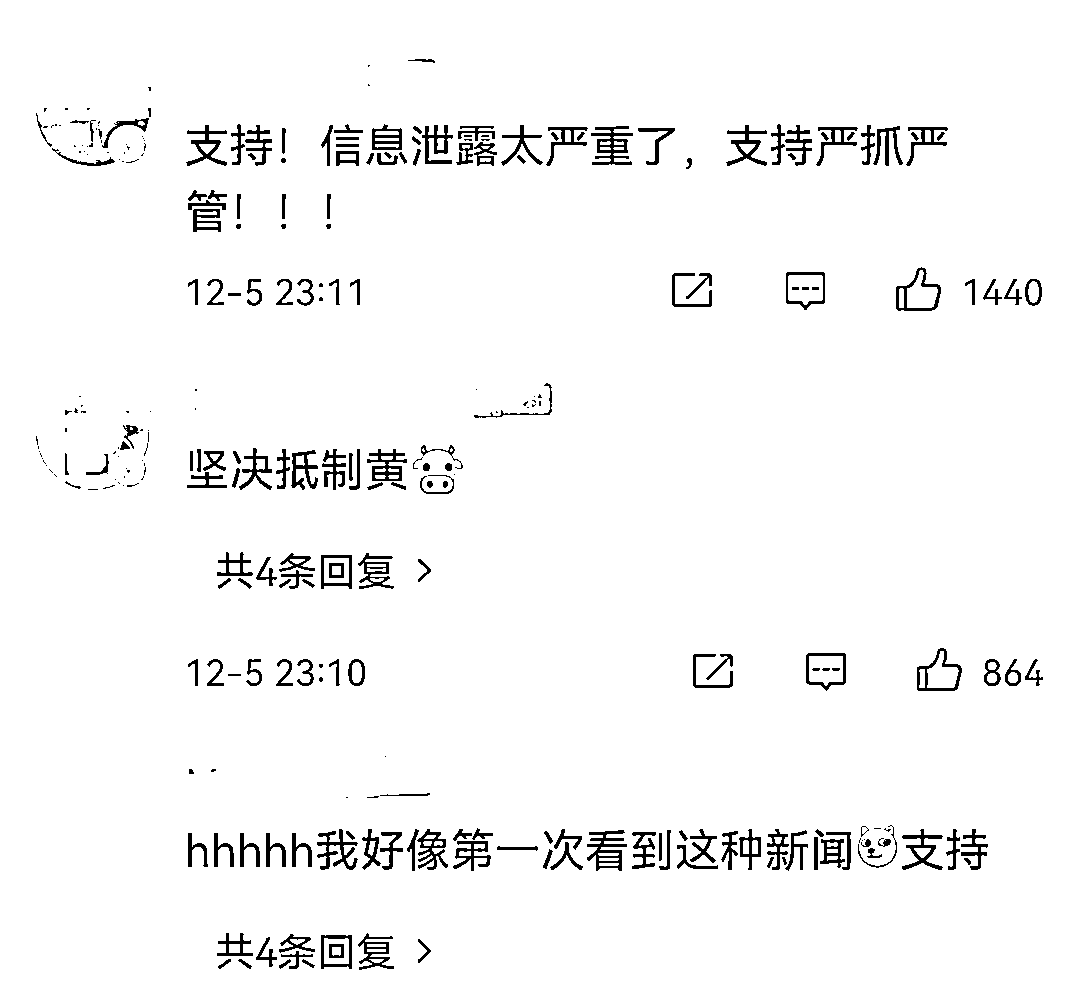 支持！信息泄露太严重了，支持严抓严
管！！！
12-5 23:11 1440
坚决抵制黄🐮
共4条回复 >
12-5 23:10 864
hhhhh我好像第一次看到这种新闻支持
共4条回复 >